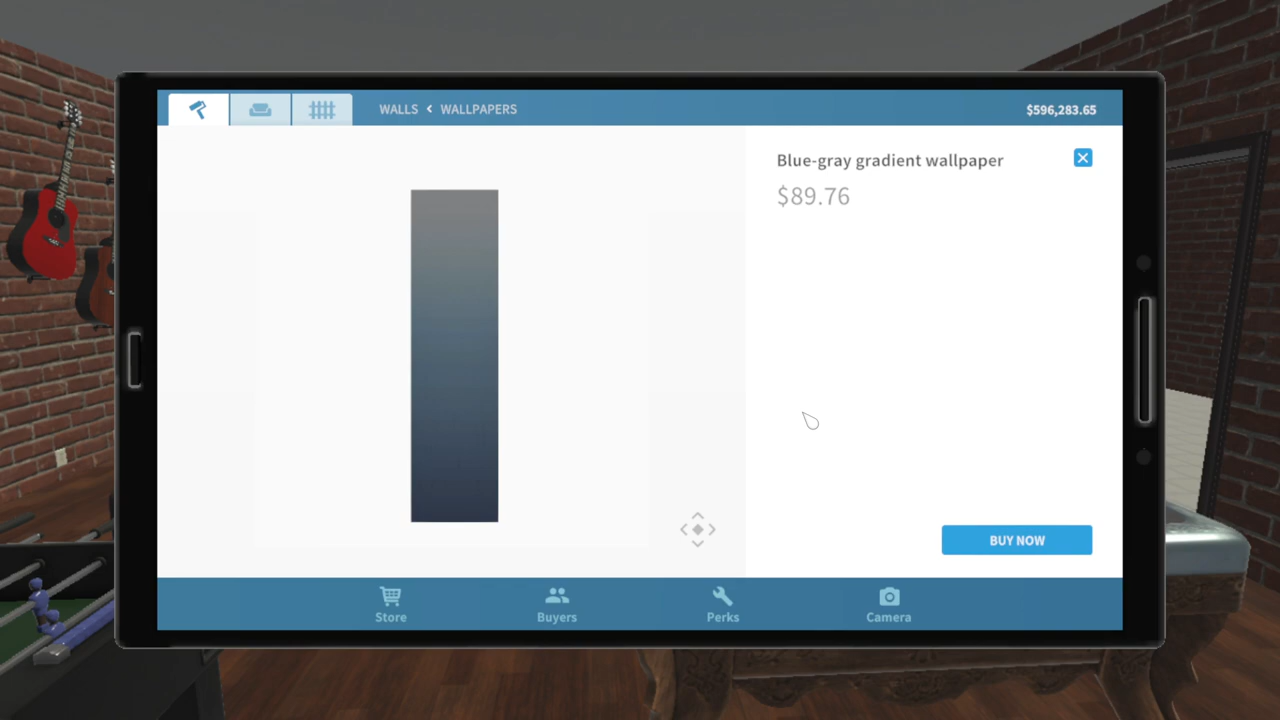 WALLS < WALLPAPERS
$596,283.65
Blue-gray gradient wallpaper
$89.76
BUY NOW
Store
Buyers
Perks
Camera